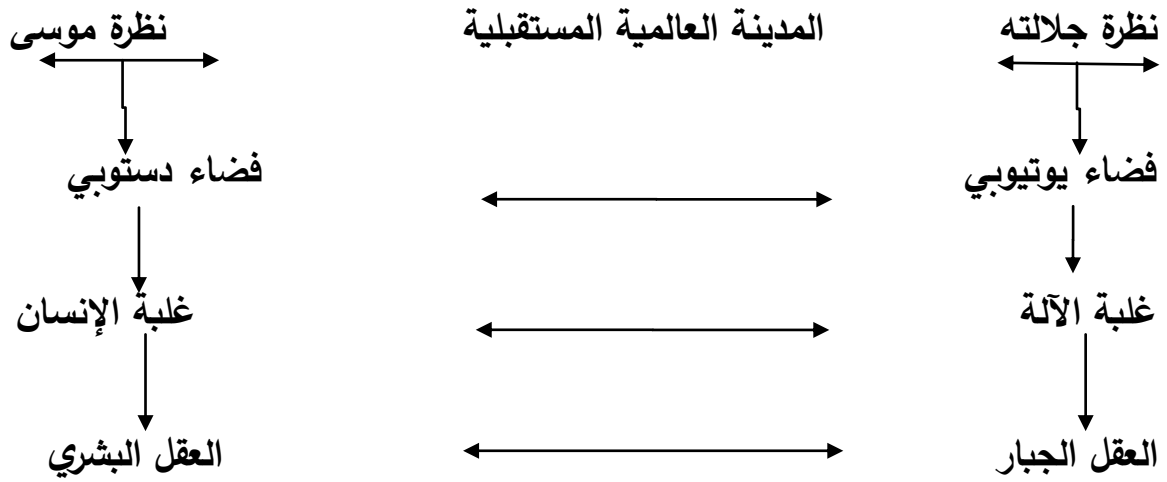 نظرة جلالته المدينة العالمية المستقبلية نظرة موسى
فضاء يوتيوبي فضاء دستوبي
غلبة الآلة غلبة الإنسان
العقل الجبار العقل البشري